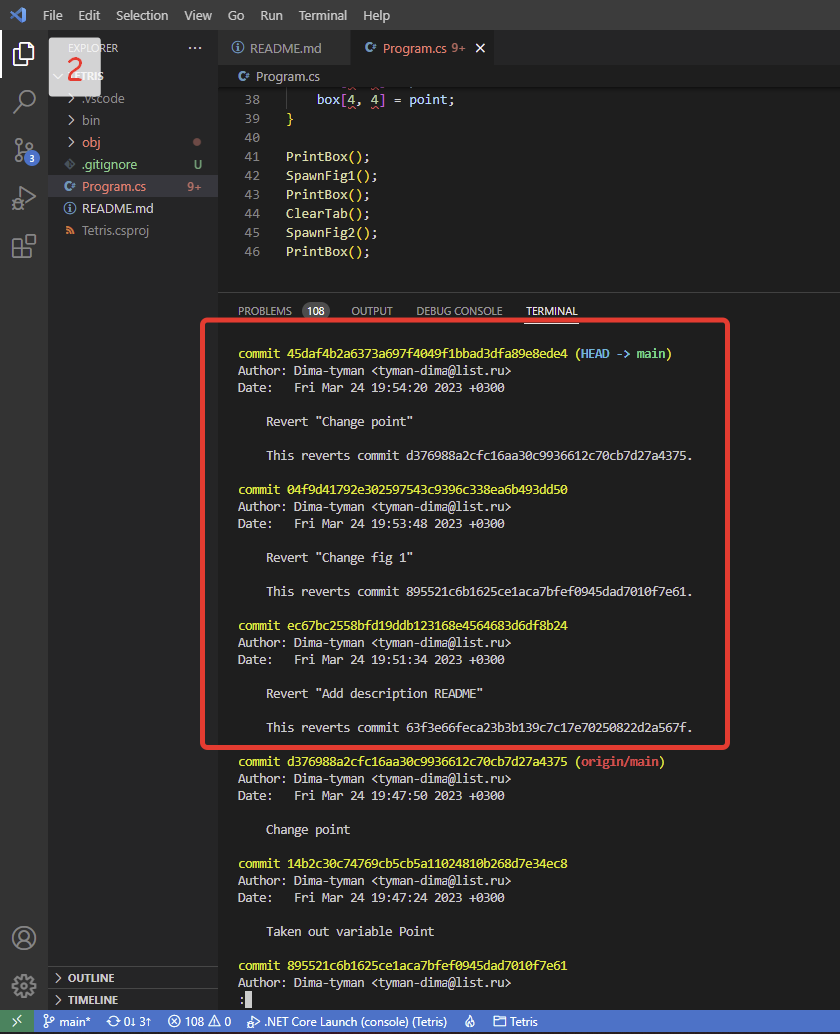 File Edit Selection View Go Run Terminal Help
EXPLORER ···
README.md
Program.cs 9+
2
TETRIS
Program.cs
.vscode
bin
obj
.gitignore U
Program.cs 9+
README.md
Tetris.csproj
3
38 box[4, 4] = point;
39 }
40
41 PrintBox();
42 SpawnFig1();
43 PrintBox();
44 ClearTab();
45 SpawnFig2();
46 PrintBox();
PROBLEMS 108 OUTPUT DEBUG CONSOLE TERMINAL
commit 45daf4b2a6373a697f4049f1bbad3dfa89e8ede4 (HEAD -> main)
Author: Dima-tyman <tyman-dima@list.ru>
Date: Fri Mar 24 19:54:20 2023 +0300
Revert "Change point"
This reverts commit d376988a2cfc16aa30c9936612c70cb7d27a4375.
commit 04f9d41792e302597543c9396c338ea6b493dd50
Author: Dima-tyman <tyman-dima@list.ru>
Date: Fri Mar 24 19:53:48 2023 +0300
Revert "Change fig 1"
This reverts commit 895521c6b1625ce1aca7bfef0945dad7010f7e61.
commit ec67bc2558bfd19ddb123168e4564683d6df8b24
Author: Dima-tyman <tyman-dima@list.ru>
Date: Fri Mar 24 19:51:34 2023 +0300
Revert "Add description README"
This reverts commit 63f3e66feca23b3b139c7c17e70250822d2a567f.
commit d376988a2cfc16aa30c9936612c70cb7d27a4375 (origin/main)
Author: Dima-tyman <tyman-dima@list.ru>
Date: Fri Mar 24 19:47:50 2023 +0300
Change point
commit 14b2c30c74769cb5cb5a11024810b268d7e34ec8
Author: Dima-tyman <tyman-dima@list.ru>
Date: Fri Mar 24 19:47:24 2023 +0300
Taken out variable Point
commit 895521c6b1625ce1aca7bfef0945dad7010f7e61
Author: Dima-tyman <tyman-dima@list.ru>
:
OUTLINE
TIMELINE
main* 0↓ 3↑ 108 0 .NET Core Launch (console) (Tetris) Tetris